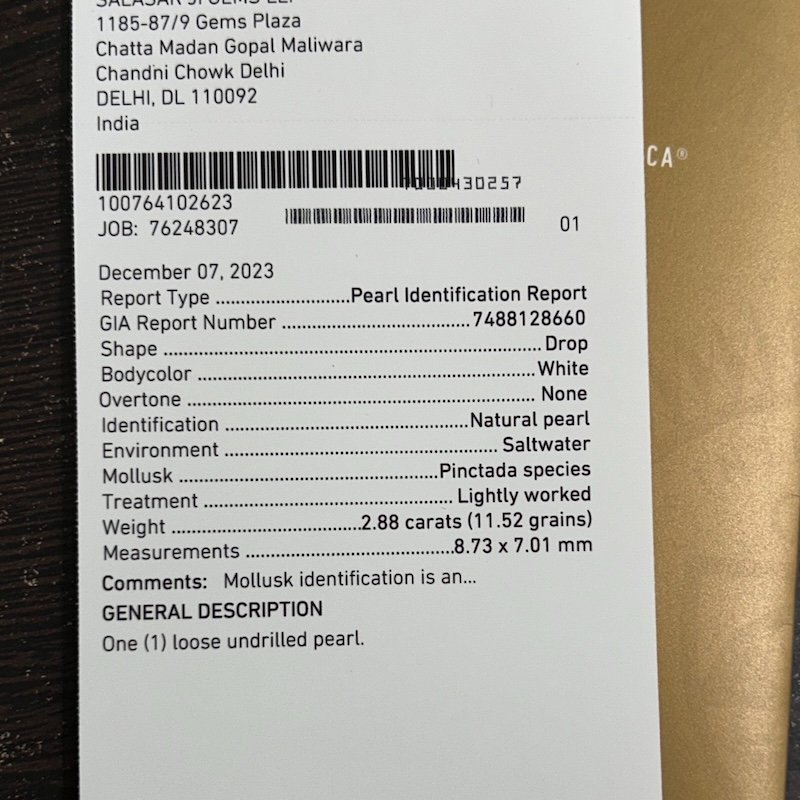 1185-87/9 Gems Plaza
Chatta Madan Gopal Maliwara
Chandni Chowk Delhi
DELHI, DL 110092
India
CA®
430257
100764102623
JOB: 76248307
01
December 07, 2023
Report Type ..............................Pearl Identification Report
GIA Report Number ..........................7488128660
Shape ....................................................Drop
Bodycolor ..............................................White
Overtone ................................................ None
Identification ...................................Natural pearl
Environment ...................................... Saltwater
Mollusk ....................................Pinctada species
Treatment .................................. Lightly worked
Weight ..........................2.88 carats (11.52 grains)
Measurements .............................8.73 x 7.01 mm
Comments: Mollusk identification is an...
GENERAL DESCRIPTION
One (1) loose undrilled pearl.